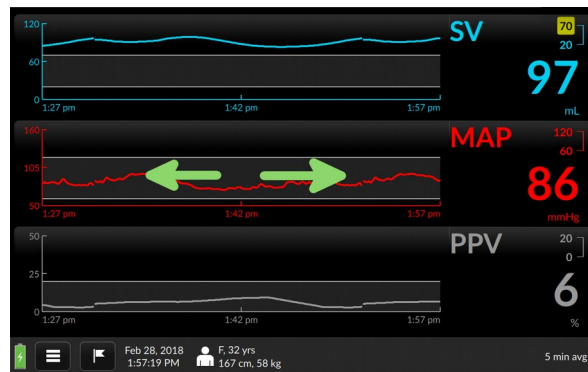 120
SV
70
20
60
97
0
1:27 pm
1:42 pm
1:57 pm
mL
160
MAP
120
60
105
86
50
1:27 pm
1:42 pm
1:57 pm
mmHg
50
PPV
20
0
25
6
0
1:27 pm
1:42 pm
1:57 pm
%
Feb 28, 2018
1:57:19 PM
F, 32 yrs
167 cm, 58 kg
5 min avg